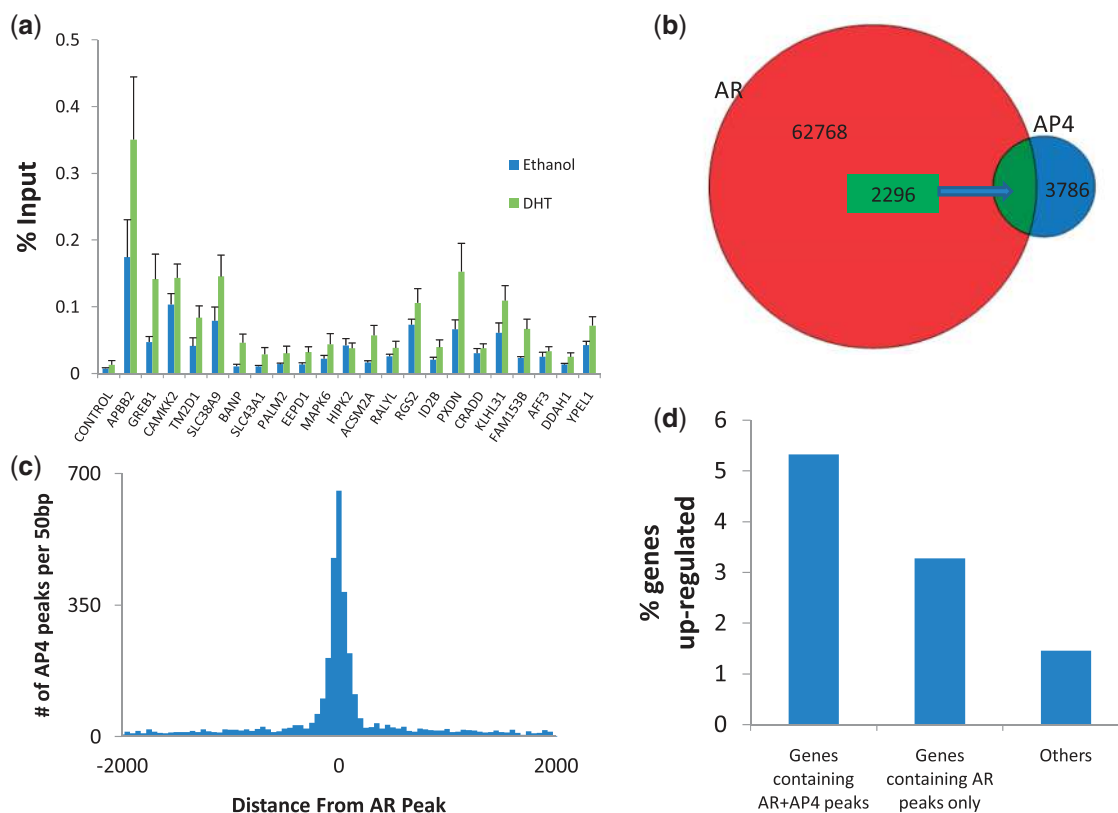 (a)
0.5
0.4
0.3
0.2
0.1
0
% Input
Ethanol
DHT
CONTROL
APBB2
GREB1
CAMKK2
TM2D1
SLC38A9
BANP
SLC43A1
PALM2
EEPD1
MAPK6
HIPK2
ACSM2A
RALYL
RGS2
ID2B
PXDN
CRADD
KLHL31
FAM153B
AFF3
DDAH1
YPEL1
(b)
AR
62768
AP4
2296
3786
(c)
700
350
0
# of AP4 peaks per 50bp
-2000
0
2000
Distance From AR Peak
(d)
6
5
4
3
2
1
0
% genes
up-regulated
Genes
containing
AR+AP4 peaks
Genes
containing AR
peaks only
Others